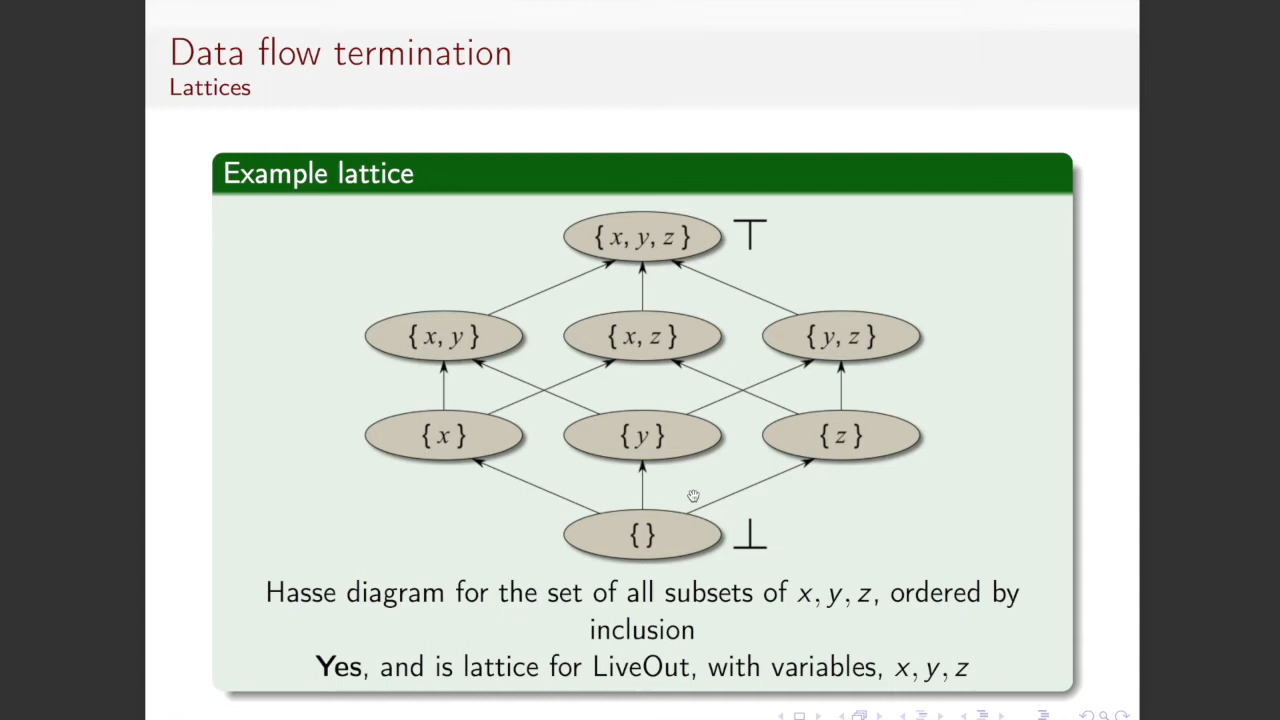 Data flow termination
Lattices
Example lattice
{ x, y, z } ⊤
{ x, y } { x, z } { y, z }
{ x } { y } { z }
{ } ⊥
Hasse diagram for the set of all subsets of x, y, z, ordered by
inclusion
Yes, and is lattice for LiveOut, with variables, x, y, z